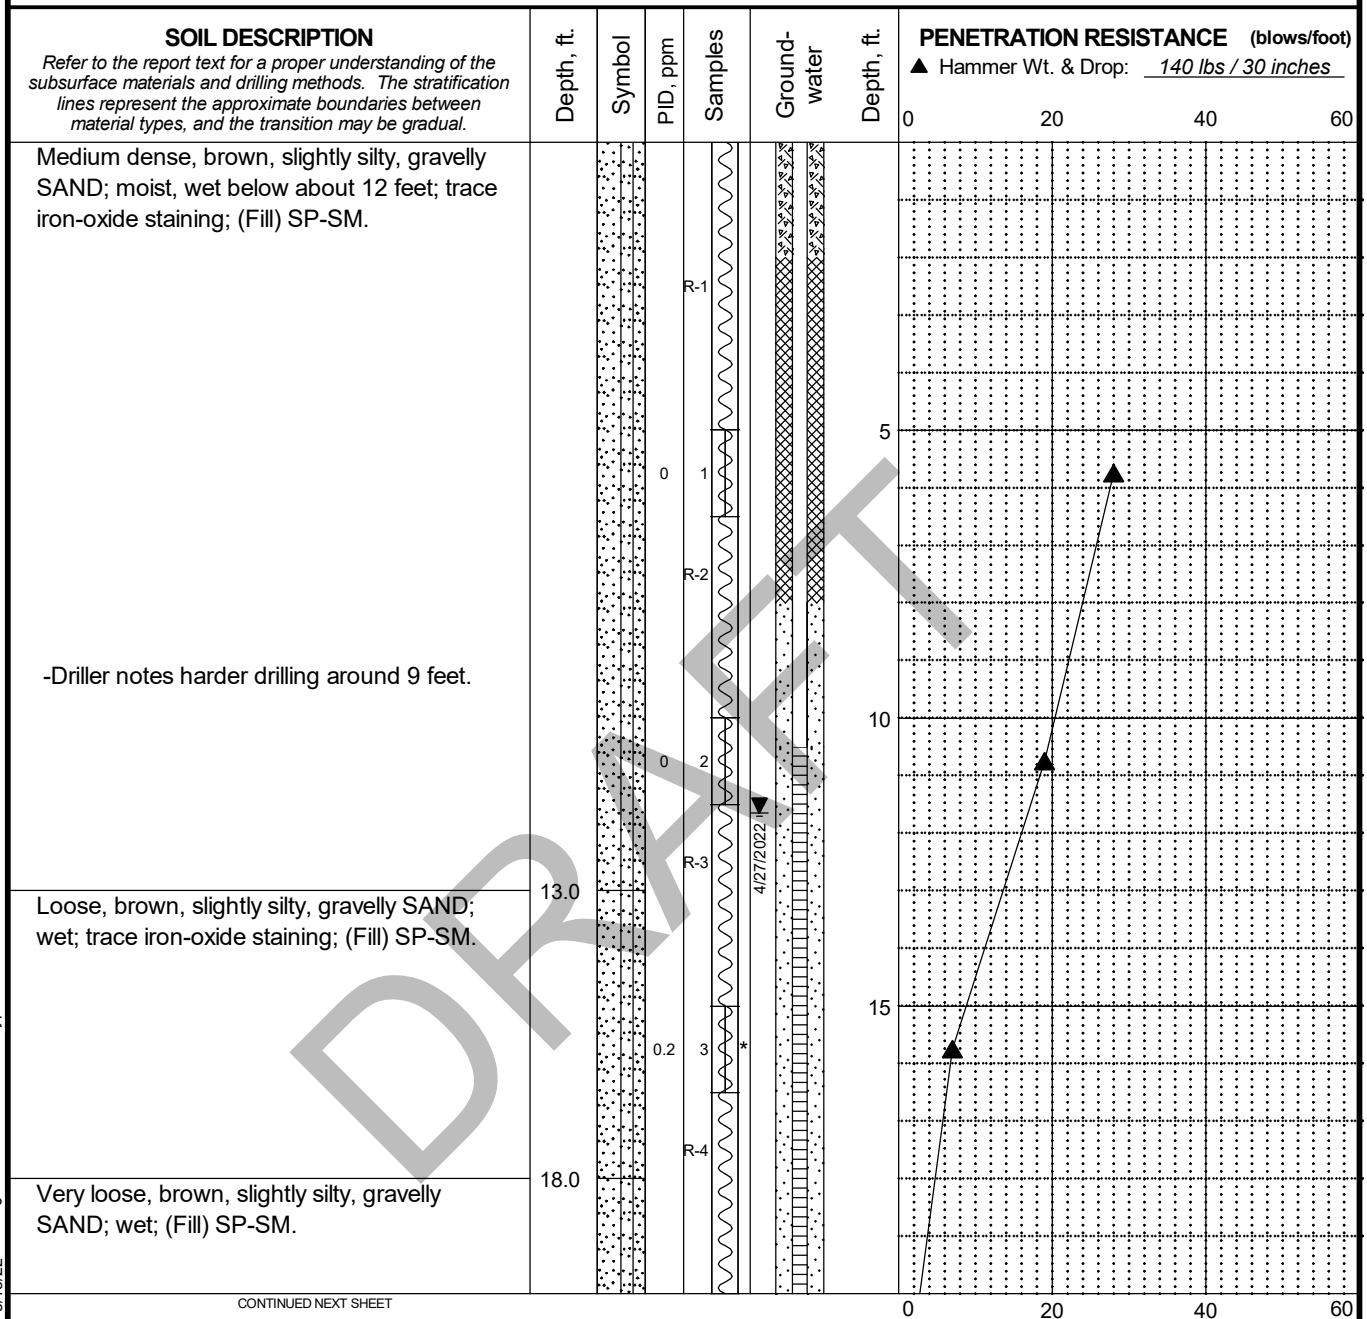 SOIL DESCRIPTION
Refer to the report text for a proper understanding of the
subsurface materials and drilling methods. The stratification
lines represent the approximate boundaries between
material types, and the transition may be gradual.
Depth, ft.
Symbol
PID, ppm
Samples
Ground-
water
Depth, ft.
PENETRATION RESISTANCE (blows/foot)
▲ Hammer Wt. & Drop: 140 lbs / 30 inches
0 20 40 60
Medium dense, brown, slightly silty, gravelly
SAND; moist, wet below about 12 feet; trace
iron-oxide staining; (Fill) SP-SM.
R-1
5
0 1
R-2
-Driller notes harder drilling around 9 feet.
10
0 2
4/27/2022
R-3
13.0
Loose, brown, slightly silty, gravelly SAND;
wet; trace iron-oxide staining; (Fill) SP-SM.
15
0.2 3 *
R-4
18.0
Very loose, brown, slightly silty, gravelly
SAND; wet; (Fill) SP-SM.
CONTINUED NEXT SHEET
0 20 40 60
DRAFT